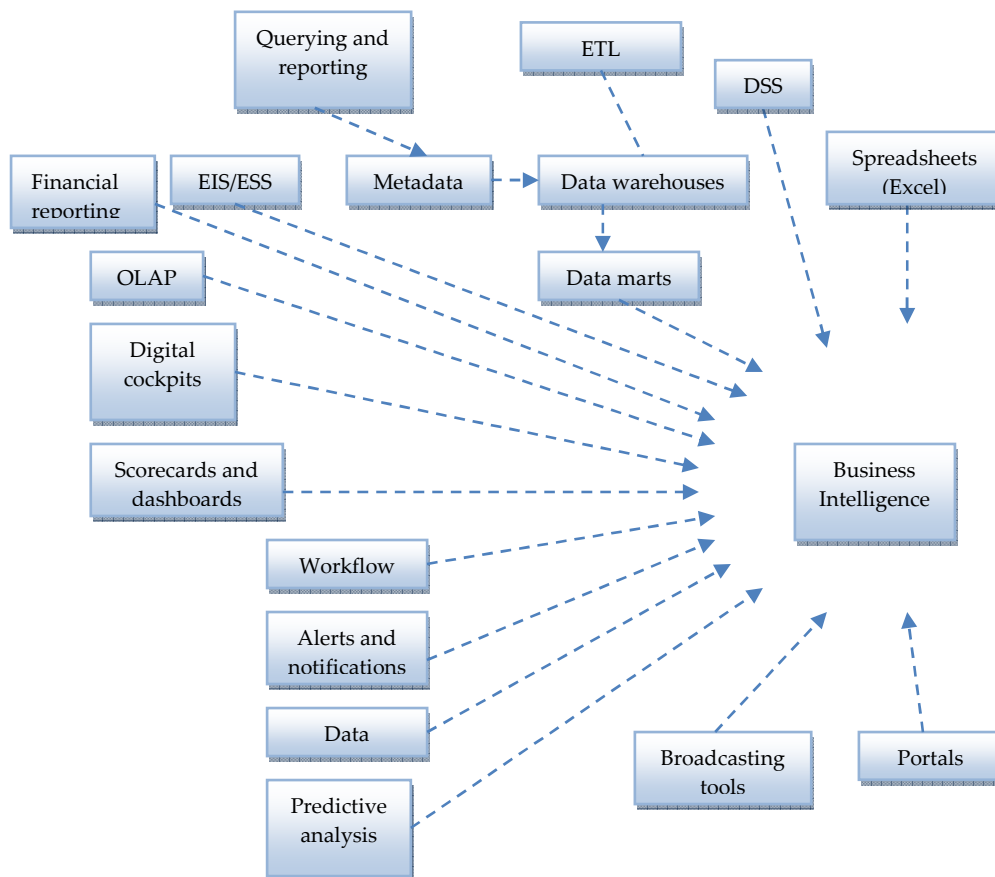 Querying and
reporting
ETL
DSS
Financial
reporting
EIS/ESS
Metadata
Data warehouses
Spreadsheets
(Excel)
OLAP
Data marts
Digital
cockpits
Scorecards and
dashboards
Business
Intelligence
Workflow
Alerts and
notifications
Data
Broadcasting
tools
Portals
Predictive
analysis